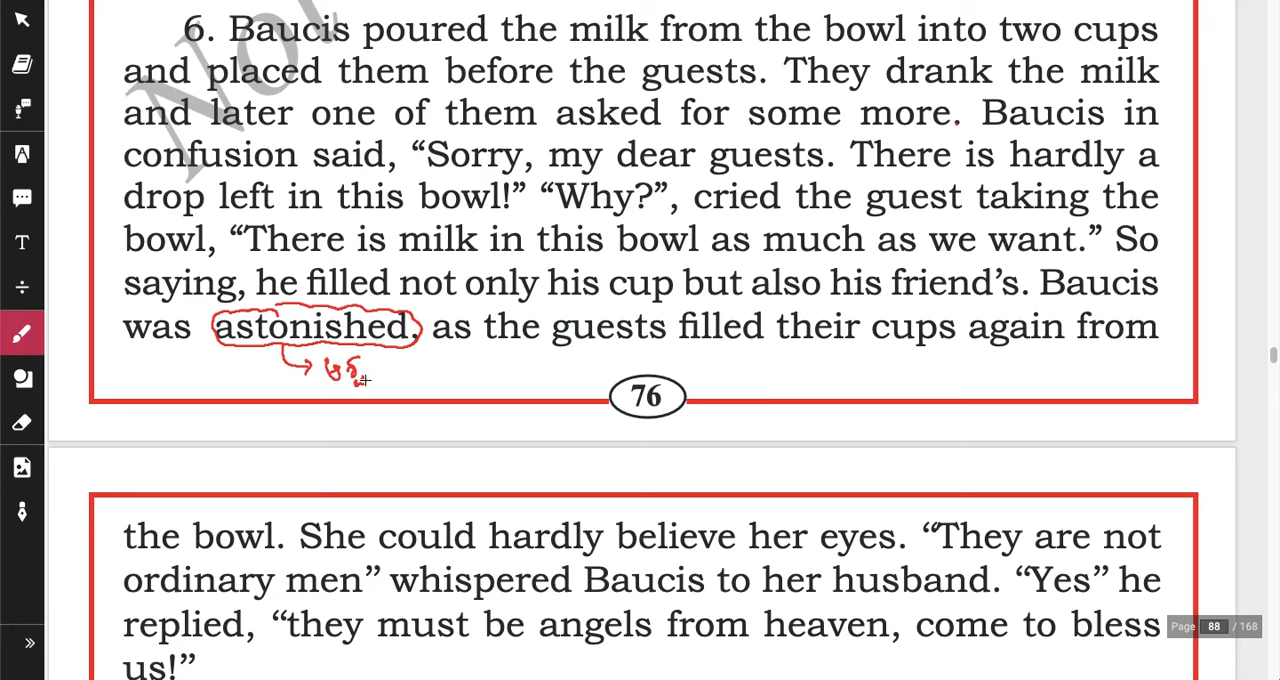 6. Baucis poured the milk from the bowl into two cups
and placed them before the guests. They drank the milk
and later one of them asked for some more. Baucis in
confusion said, “Sorry, my dear guests. There is hardly a
drop left in this bowl!” “Why?”, cried the guest taking the
bowl, “There is milk in this bowl as much as we want.” So
saying, he filled not only his cup but also his friend’s. Baucis
was astonished, as the guests filled their cups again from
76
the bowl. She could hardly believe her eyes. “They are not
ordinary men” whispered Baucis to her husband. “Yes” he
replied, “they must be angels from heaven, come to bless
us!”
Page 88 / 168